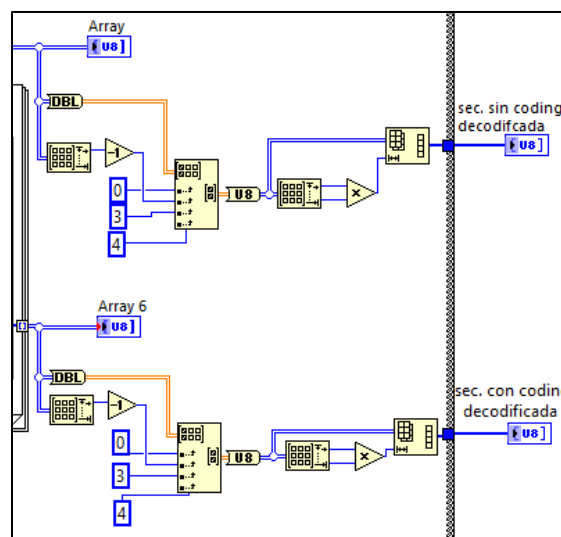 Array
U8]
DBL
-1
0
3
4
U8
x
sec. sin coding
decodifcada
U8]
Array 6
U8]
DBL
-1
0
3
4
U8
x
sec. con coding
decodificada
U8]